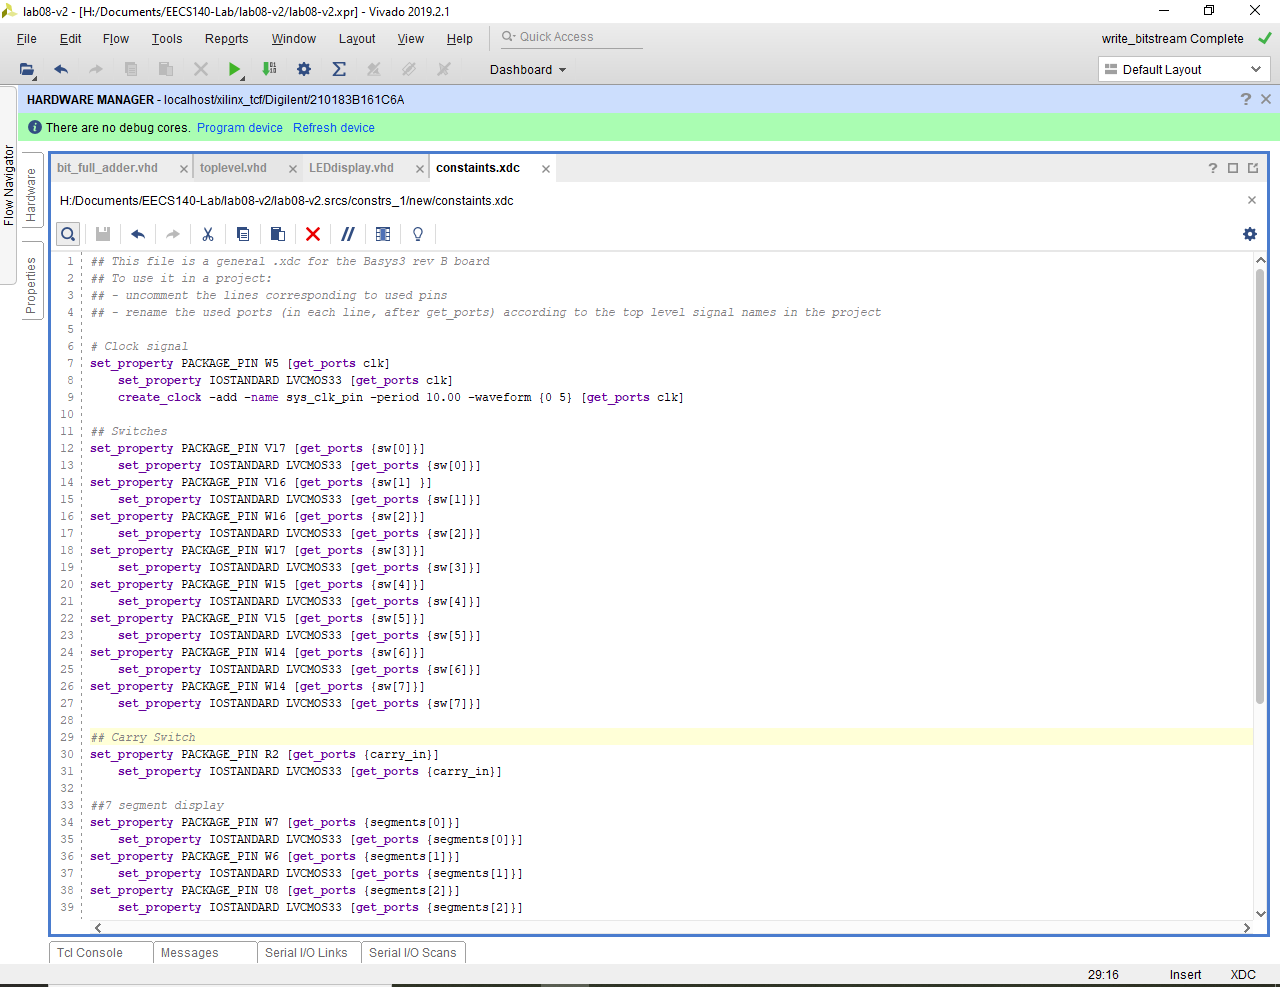 lab08-v2 - [H:/Documents/EECS140-Lab/lab08-v2/lab08-v2.xpr] - Vivado 2019.2.1
File Edit Flow Tools Reports Window Layout View Help Quick Access
write_bitstream Complete
Dashboard
Default Layout
HARDWARE MANAGER - localhost/xilinx_tcf/Digilent/210183B161C6A
There are no debug cores. Program device Refresh device
Flow Navigator
Hardware
Properties
bit_full_adder.vhd toplevel.vhd LEDdisplay.vhd constaints.xdc
H:/Documents/EECS140-Lab/lab08-v2/lab08-v2.srcs/constrs_1/new/constaints.xdc
1 ## This file is a general .xdc for the Basys3 rev B board
2 ## To use it in a project:
3 ## - uncomment the lines corresponding to used pins
4 ## - rename the used ports (in each line, after get_ports) according to the top level signal names in the project
5
6 # Clock signal
7 set_property PACKAGE_PIN W5 [get_ports clk]
8 set_property IOSTANDARD LVCMOS33 [get_ports clk]
9 create_clock -add -name sys_clk_pin -period 10.00 -waveform {0 5} [get_ports clk]
10
11 ## Switches
12 set_property PACKAGE_PIN V17 [get_ports {sw[0]}]
13 set_property IOSTANDARD LVCMOS33 [get_ports {sw[0]}]
14 set_property PACKAGE_PIN V16 [get_ports {sw[1] }]
15 set_property IOSTANDARD LVCMOS33 [get_ports {sw[1]}]
16 set_property PACKAGE_PIN W16 [get_ports {sw[2]}]
17 set_property IOSTANDARD LVCMOS33 [get_ports {sw[2]}]
18 set_property PACKAGE_PIN W17 [get_ports {sw[3]}]
19 set_property IOSTANDARD LVCMOS33 [get_ports {sw[3]}]
20 set_property PACKAGE_PIN W15 [get_ports {sw[4]}]
21 set_property IOSTANDARD LVCMOS33 [get_ports {sw[4]}]
22 set_property PACKAGE_PIN V15 [get_ports {sw[5]}]
23 set_property IOSTANDARD LVCMOS33 [get_ports {sw[5]}]
24 set_property PACKAGE_PIN W14 [get_ports {sw[6]}]
25 set_property IOSTANDARD LVCMOS33 [get_ports {sw[6]}]
26 set_property PACKAGE_PIN W14 [get_ports {sw[7]}]
27 set_property IOSTANDARD LVCMOS33 [get_ports {sw[7]}]
28
29 ## Carry Switch
30 set_property PACKAGE_PIN R2 [get_ports {carry_in}]
31 set_property IOSTANDARD LVCMOS33 [get_ports {carry_in}]
32
33 ##7 segment display
34 set_property PACKAGE_PIN W7 [get_ports {segments[0]}]
35 set_property IOSTANDARD LVCMOS33 [get_ports {segments[0]}]
36 set_property PACKAGE_PIN W6 [get_ports {segments[1]}]
37 set_property IOSTANDARD LVCMOS33 [get_ports {segments[1]}]
38 set_property PACKAGE_PIN U8 [get_ports {segments[2]}]
39 set_property IOSTANDARD LVCMOS33 [get_ports {segments[2]}]
Tcl Console Messages Serial I/O Links Serial I/O Scans
29:16 Insert XDC